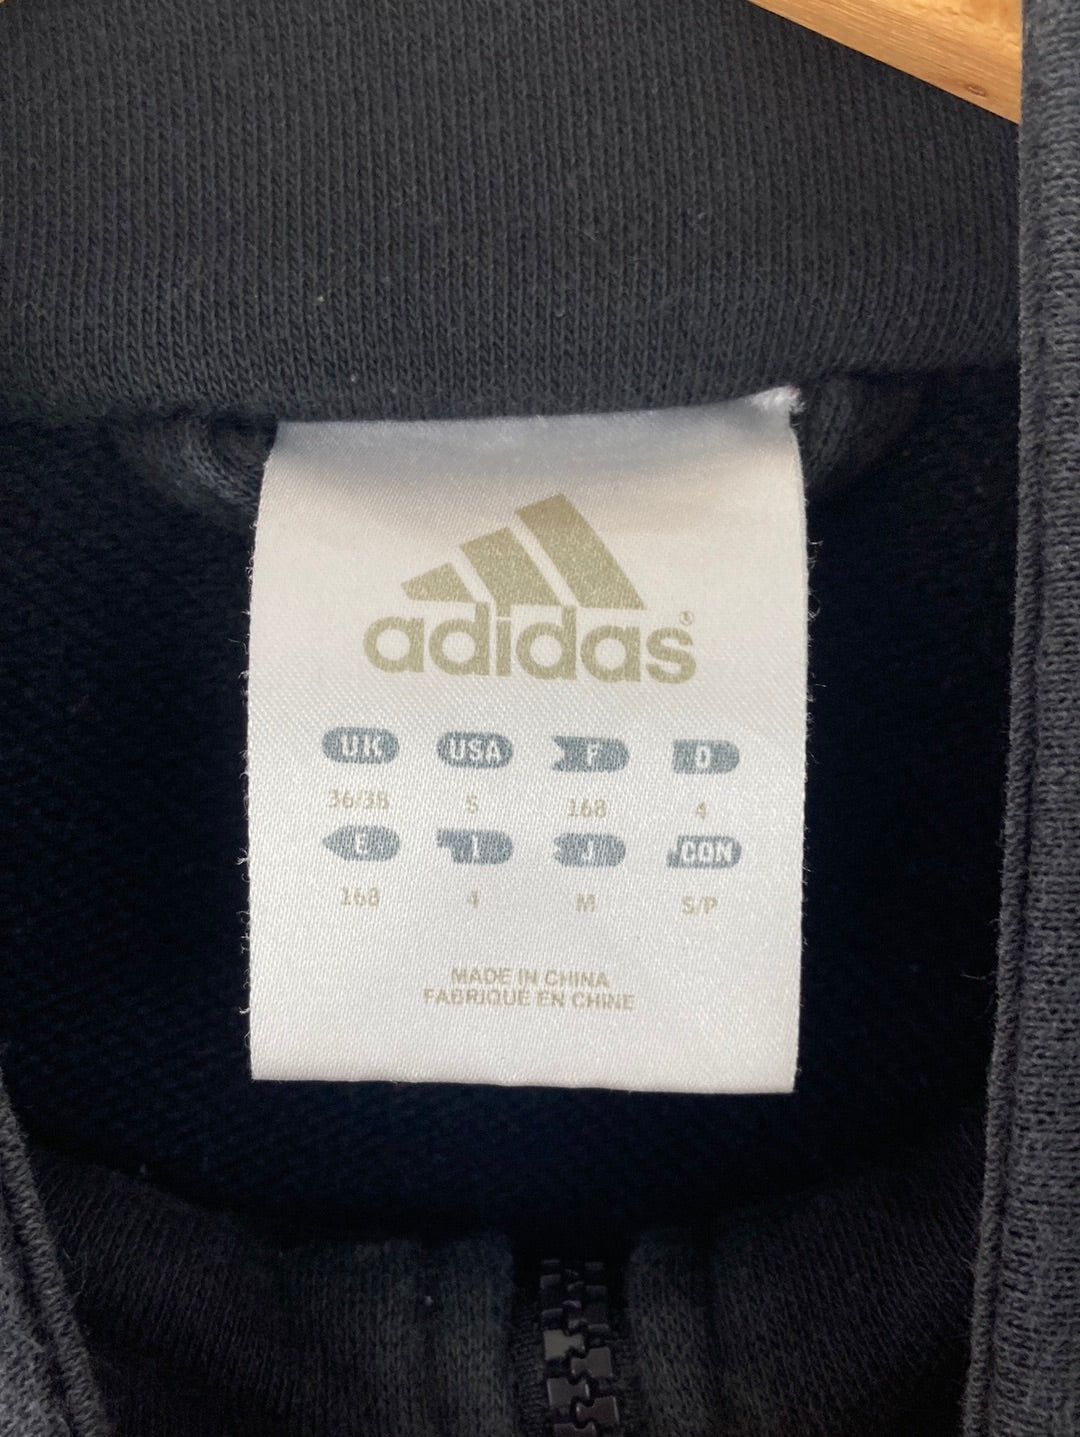 adidas®
UK USA F D
36/38 S 168 4
E I J CON
168 4 M S/P
MADE IN CHINA
FABRIQUE EN CHINE